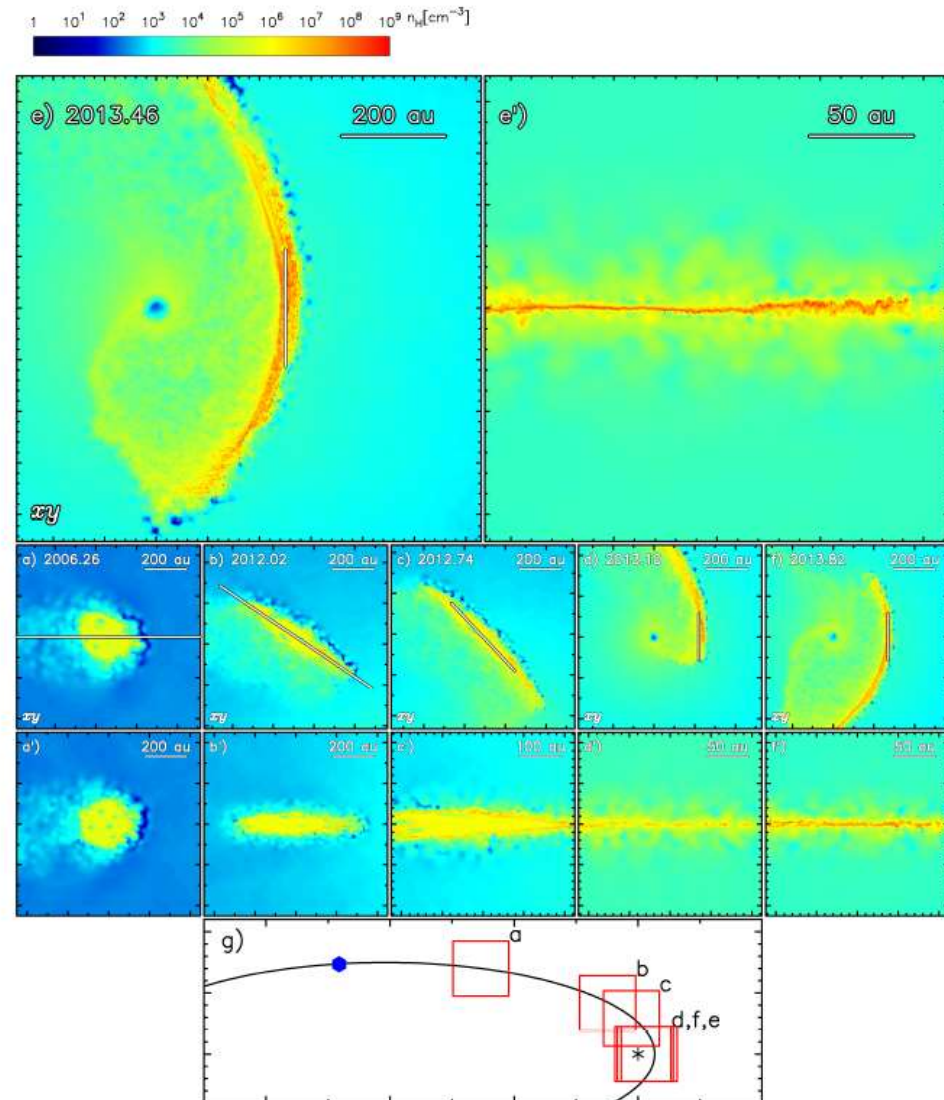 1 10¹ 10² 10³ 10⁴ 10⁵ 10⁶ 10⁷ 10⁸ 10⁹ n_H[cm⁻³]
e) 2013.46 200 au
e') 50 au
xy
a) 2006.26 200 au
b) 2012.02 200 au
c) 2012.74 200 au
200 au
f) 2013.82 200 au
xy xy xy xy xy
a') 200 au
b') 200 au
c') 100 au
d') 50 au
f') 50 au
g)
a
b
c
d,f,e